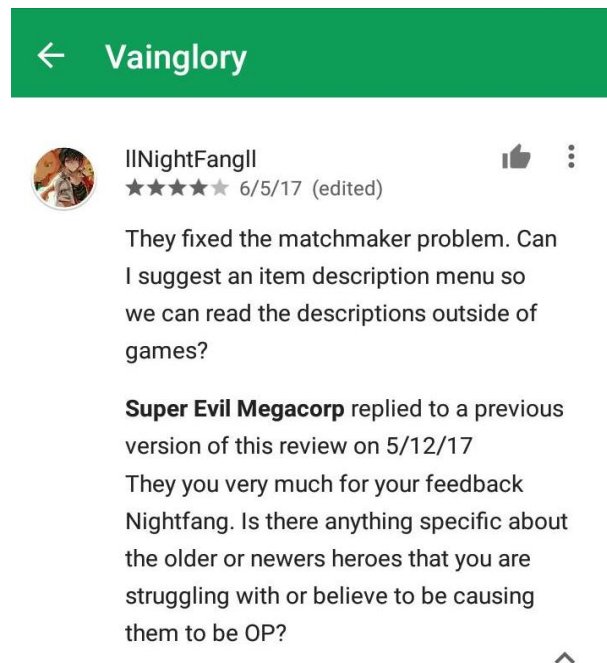 Vainglory
llNightFangll
6/5/17 (edited)
They fixed the matchmaker problem. Can
I suggest an item description menu so
we can read the descriptions outside of
games?
Super Evil Megacorp replied to a previous
version of this review on 5/12/17
They you very much for your feedback
Nightfang. Is there anything specific about
the older or newers heroes that you are
struggling with or believe to be causing
them to be OP?